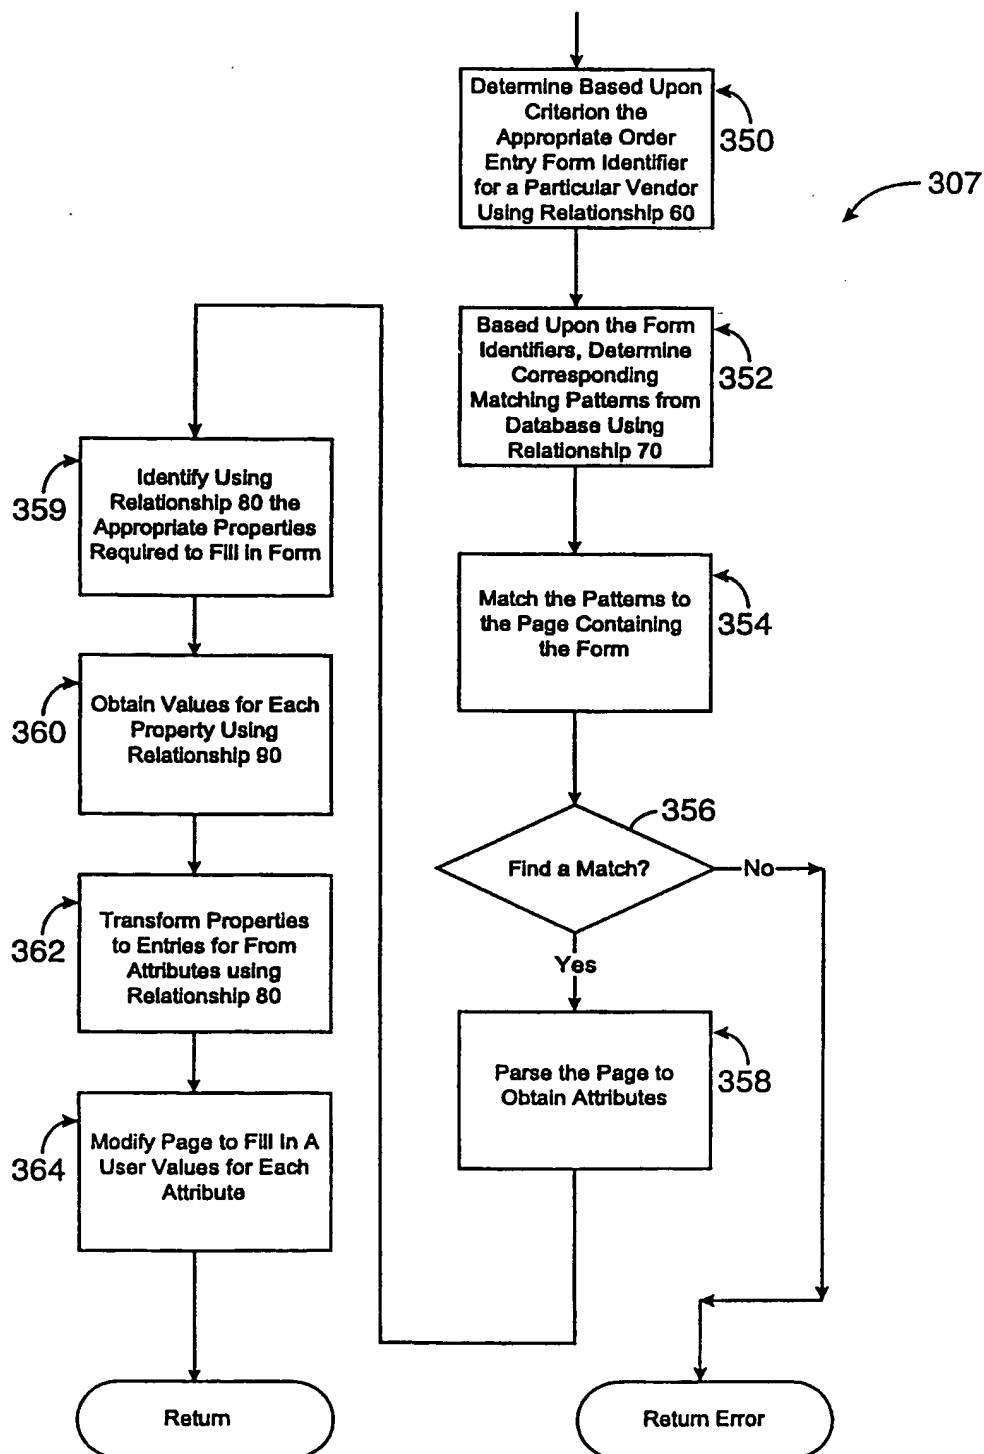 Determine Based Upon
Criterion the
Appropriate Order
Entry Form Identifier
for a Particular Vendor
Using Relationship 60
350
307
Based Upon the Form
Identifiers, Determine
Corresponding
Matching Patterns from
Database Using
Relationship 70
352
Match the Patterns to
the Page Containing
the Form
354
Find a Match?
356
No
Yes
Parse the Page to
Obtain Attributes
358
Identify Using
Relationship 80 the
Appropriate Properties
Required to Fill in Form
359
Obtain Values for Each
Property Using
Relationship 90
360
Transform Properties
to Entries for From
Attributes using
Relationship 80
362
Modify Page to Fill In A
User Values for Each
Attribute
364
Return
Return Error